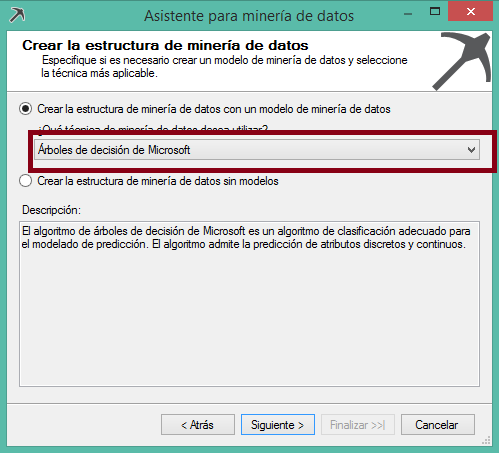 Asistente para minería de datos
Crear la estructura de minería de datos
Especifique si es necesario crear un modelo de minería de datos y seleccione
la técnica más aplicable.
Crear la estructura de minería de datos con un modelo de minería de datos
¿Qué técnica de minería de datos desea utilizar?
Árboles de decisión de Microsoft
Crear la estructura de minería de datos sin modelos
Descripción:
El algoritmo de árboles de decisión de Microsoft es un algoritmo de clasificación adecuado para
el modelado de predicción. El algoritmo admite la predicción de atributos discretos y continuos.
< Atrás
Siguiente >
Finalizar >>|
Cancelar